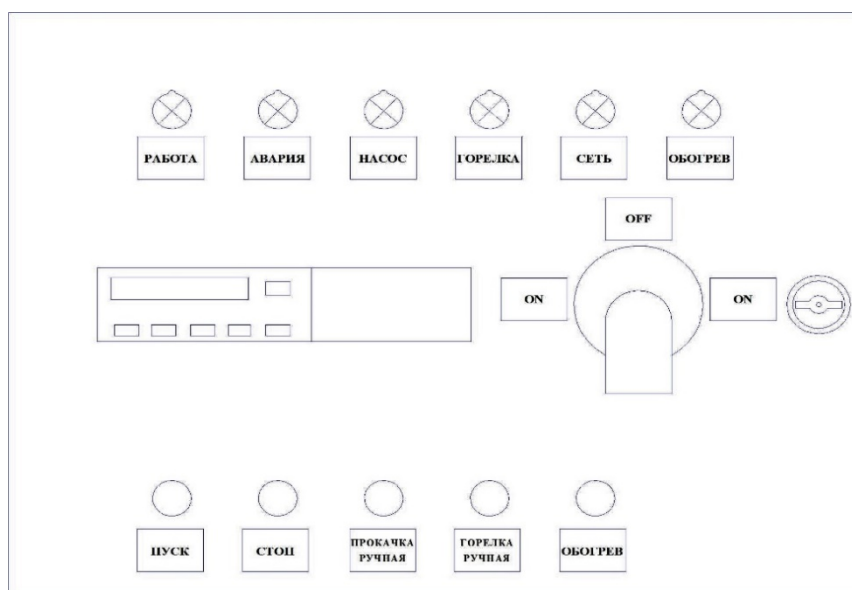 РАБОТА
АВАРИЯ
НАСОС
ГОРЕЛКА
СЕТЬ
ОБОГРЕВ
OFF
ON
ON
ПУСК
СТОП
ПРОКАЧКА
РУЧНАЯ
ГОРЕЛКА
РУЧНАЯ
ОБОГРЕВ